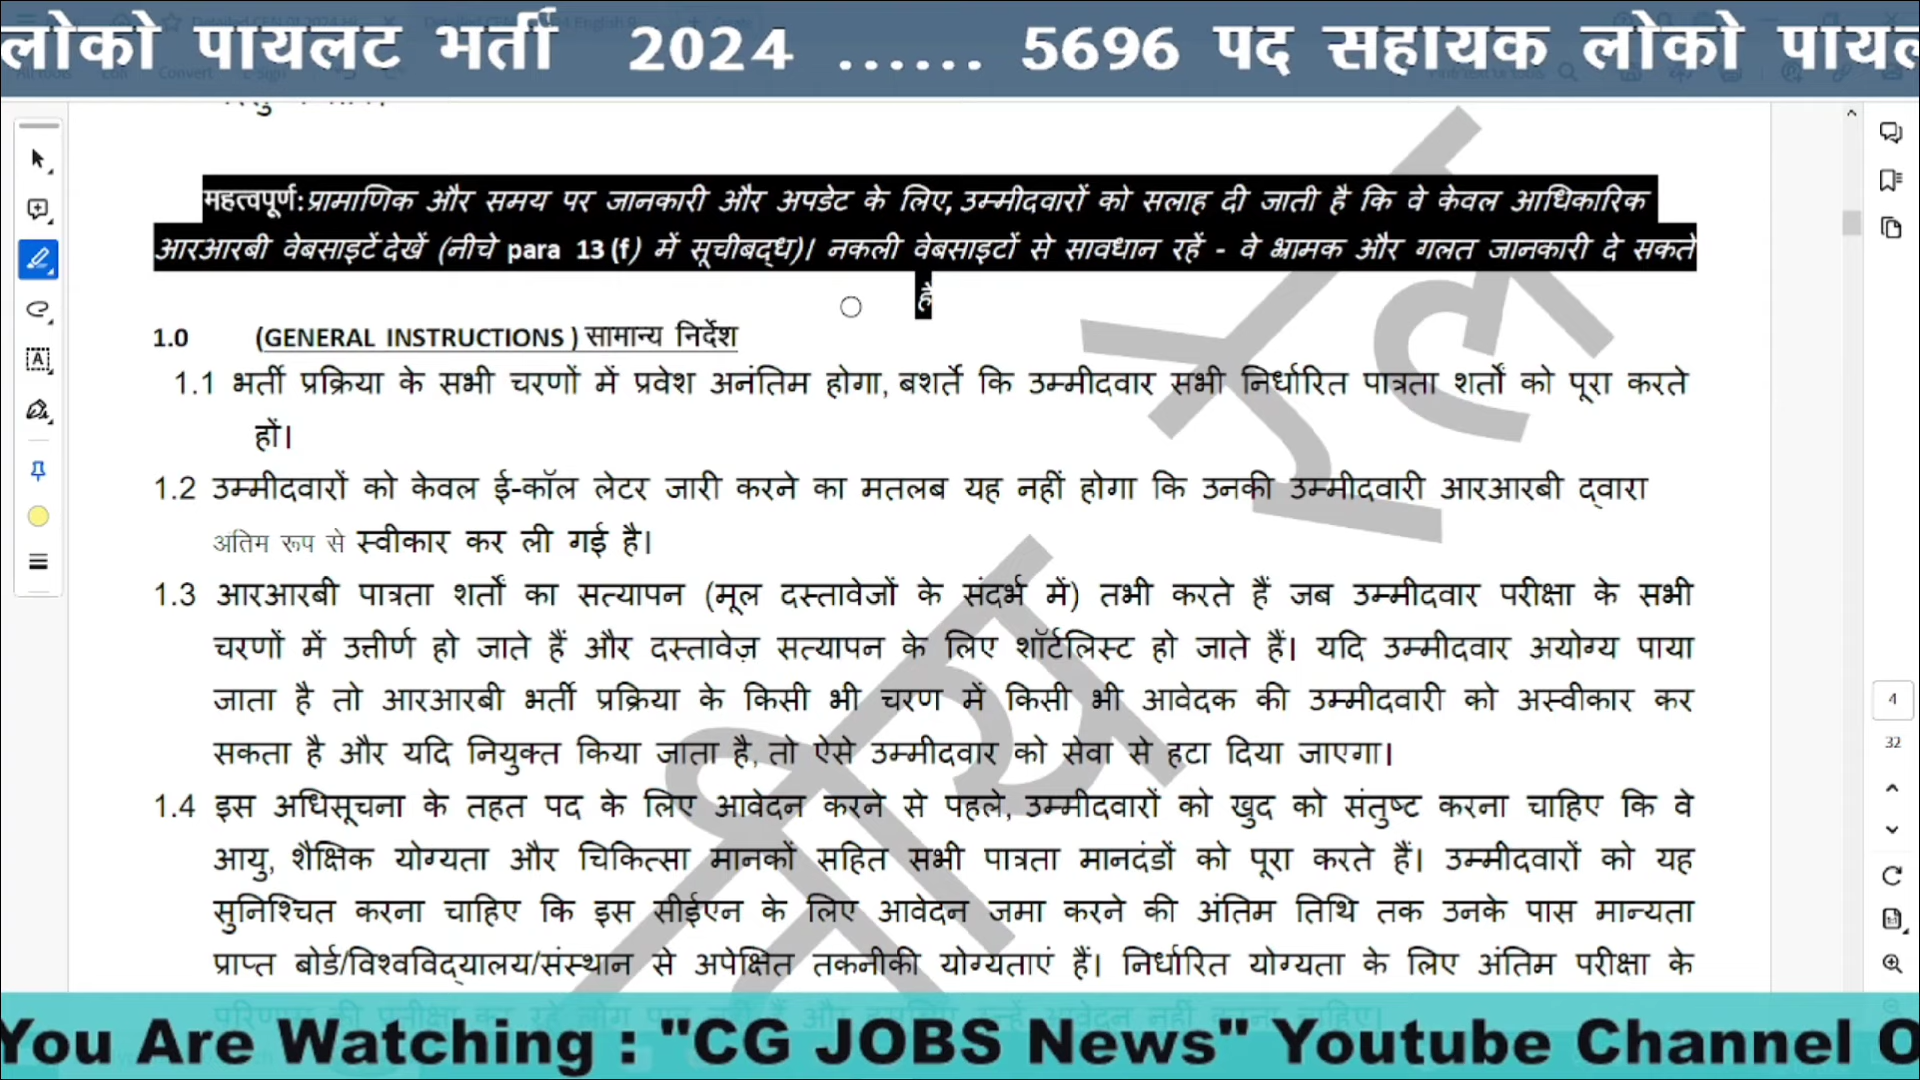 लोको पायलट भर्ती 2024 ...... 5696 पद सहायक लोको पायल
महत्वपूर्ण: प्रामाणिक और समय पर जानकारी और अपडेट के लिए, उम्मीदवारों को सलाह दी जाती है कि वे केवल आधिकारिक
आरआरबी वेबसाइटें देखें (नीचे para 13 (f) में सूचीबद्ध)। नकली वेबसाइटों से सावधान रहें - वे भ्रामक और गलत जानकारी दे सकते
है
1.0 (GENERAL INSTRUCTIONS ) सामान्य निर्देश
1.1 भर्ती प्रक्रिया के सभी चरणों में प्रवेश अनंतिम होगा, बशर्ते कि उम्मीदवार सभी निर्धारित पात्रता शर्तों को पूरा करते
हों।
1.2 उम्मीदवारों को केवल ई-कॉल लेटर जारी करने का मतलब यह नहीं होगा कि उनकी उम्मीदवारी आरआरबी द्वारा
अंतिम रूप से स्वीकार कर ली गई है।
1.3 आरआरबी पात्रता शर्तों का सत्यापन (मूल दस्तावेजों के संदर्भ में) तभी करते हैं जब उम्मीदवार परीक्षा के सभी
चरणों में उत्तीर्ण हो जाते हैं और दस्तावेज़ सत्यापन के लिए शॉर्टलिस्ट हो जाते हैं। यदि उम्मीदवार अयोग्य पाया
जाता है तो आरआरबी भर्ती प्रक्रिया के किसी भी चरण में किसी भी आवेदक की उम्मीदवारी को अस्वीकार कर
सकता है और यदि नियुक्त किया जाता है, तो ऐसे उम्मीदवार को सेवा से हटा दिया जाएगा।
1.4 इस अधिसूचना के तहत पद के लिए आवेदन करने से पहले, उम्मीदवारों को खुद को संतुष्ट करना चाहिए कि वे
आयु, शैक्षिक योग्यता और चिकित्सा मानकों सहित सभी पात्रता मानदंडों को पूरा करते हैं। उम्मीदवारों को यह
सुनिश्चित करना चाहिए कि इस सीईएन के लिए आवेदन जमा करने की अंतिम तिथि तक उनके पास मान्यता
प्राप्त बोर्ड/विश्वविद्यालय/संस्थान से अपेक्षित तकनीकी योग्यताएं हैं। निर्धारित योग्यता के लिए अंतिम परीक्षा के
4
32
You Are Watching : "CG JOBS News" Youtube Channel O